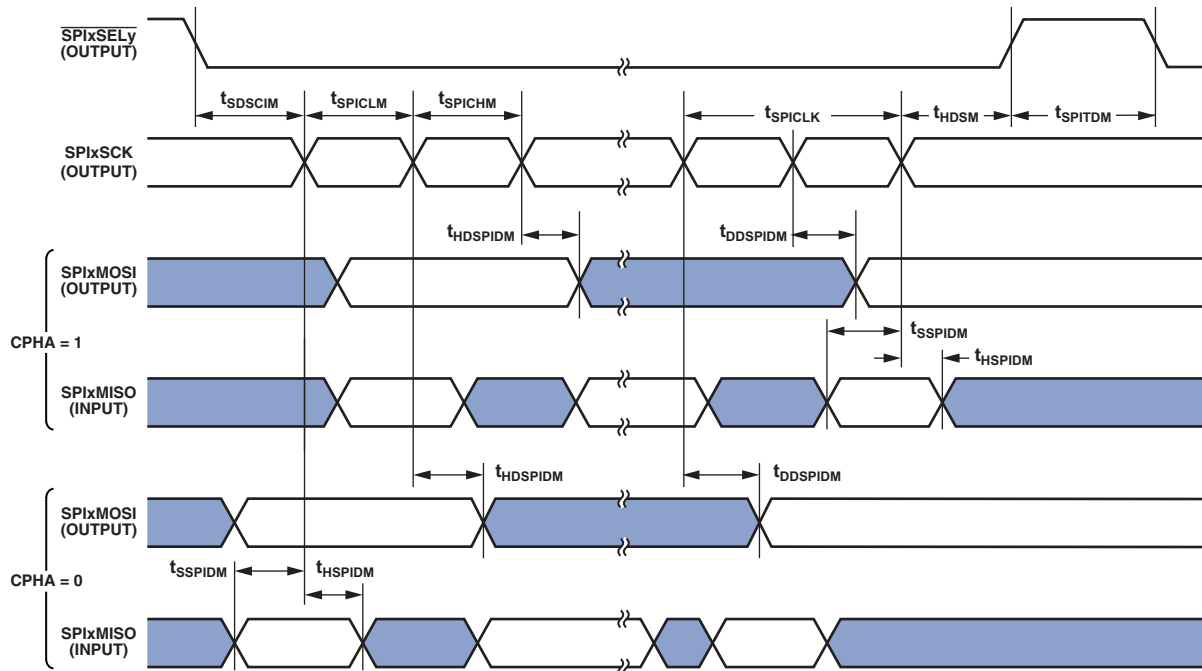 SPIxSELy
(OUTPUT)
tSDSCIM
tSPICLM
tSPICHM
tSPICLK
tHDSM
tSPITDM
SPIxSCK
(OUTPUT)
tHDSPIDM
tDDSPIDM
SPIxMOSI
(OUTPUT)
CPHA = 1
tSSPIDM
tHSPIDM
SPIxMISO
(INPUT)
tHDSPIDM
tDDSPIDM
SPIxMOSI
(OUTPUT)
CPHA = 0
tSSPIDM
tHSPIDM
SPIxMISO
(INPUT)